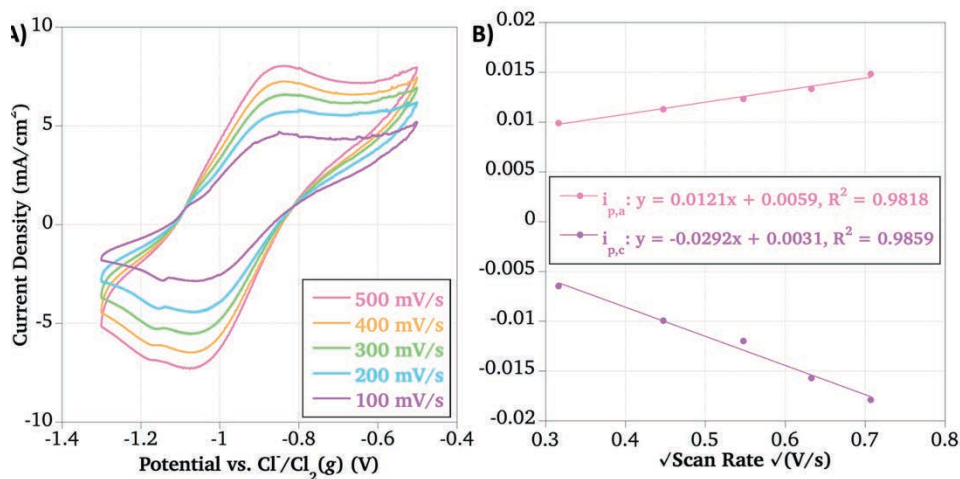 A)
10
5
0
-5
-10
Current Density (mA/cm⁻²)
500 mV/s
400 mV/s
300 mV/s
200 mV/s
100 mV/s
-1.4
-1.2
-1
-0.8
-0.6
-0.4
Potential vs. Cl⁻/Cl₂(g) (V)
B)
0.02
0.015
0.01
0.005
0
-0.005
-0.01
-0.015
-0.02
i_p,a: y = 0.0121x + 0.0059, R² = 0.9818
i_p,c: y = -0.0292x + 0.0031, R² = 0.9859
0.3
0.4
0.5
0.6
0.7
0.8
√Scan Rate √(V/s)